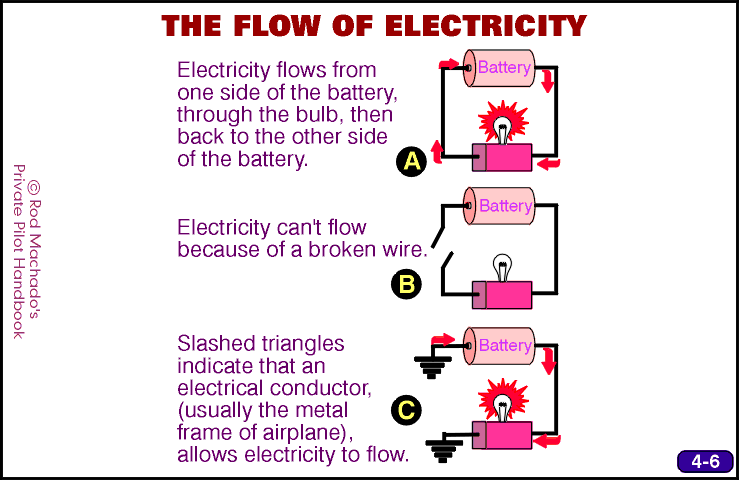 THE FLOW OF ELECTRICITY
Electricity flows from
one side of the battery,
through the bulb, then
back to the other side
of the battery.
A
Battery
Electricity can't flow
because of a broken wire.
B
Battery
Slashed triangles
indicate that an
electrical conductor,
(usually the metal
frame of airplane),
allows electricity to flow.
C
Battery
© Rod Machado's
Private Pilot Handbook
4-6